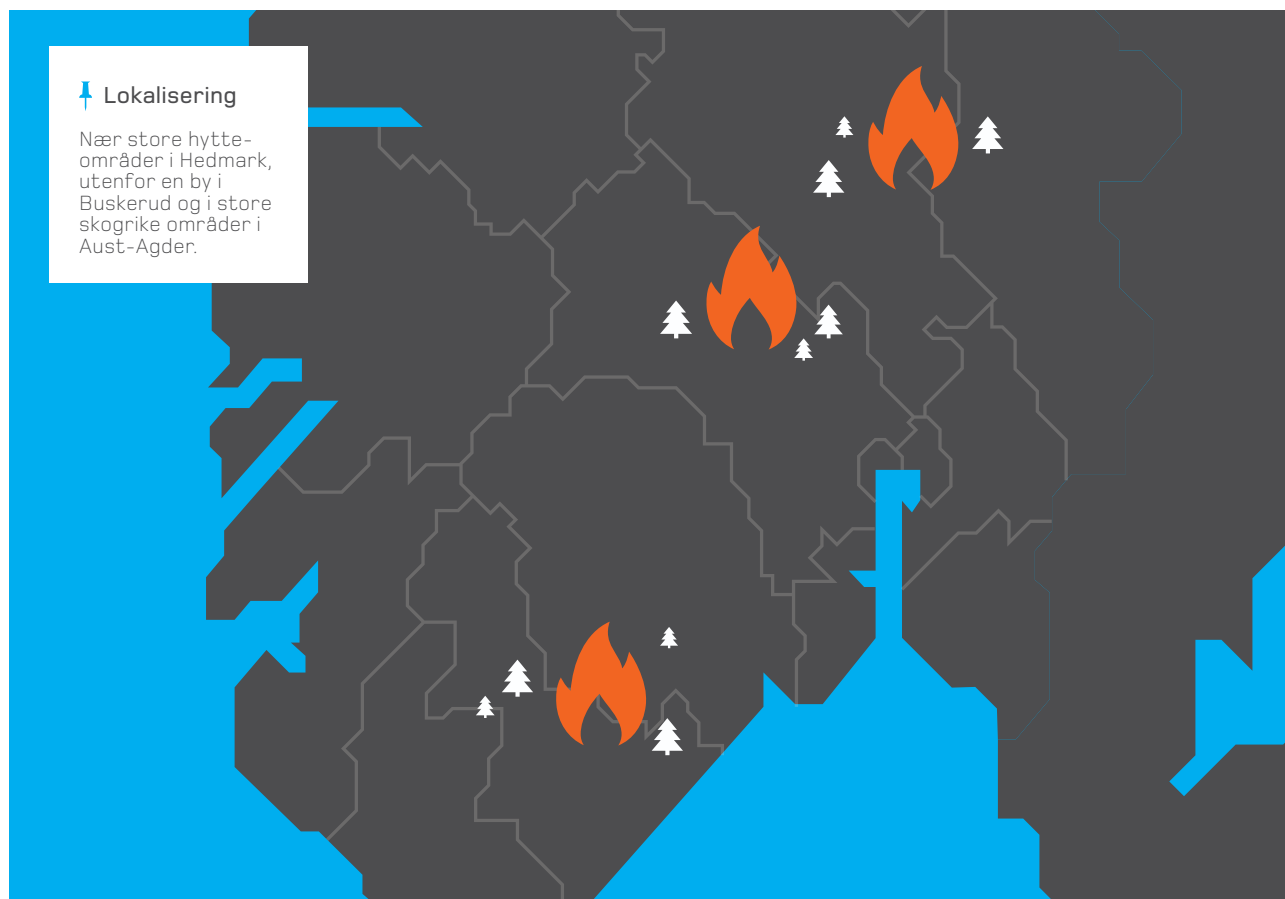 Lokalisering
Nær store hytte-
områder i Hedmark,
utenfor en by i
Buskerud og i store
skogrike områder i
Aust-Agder.